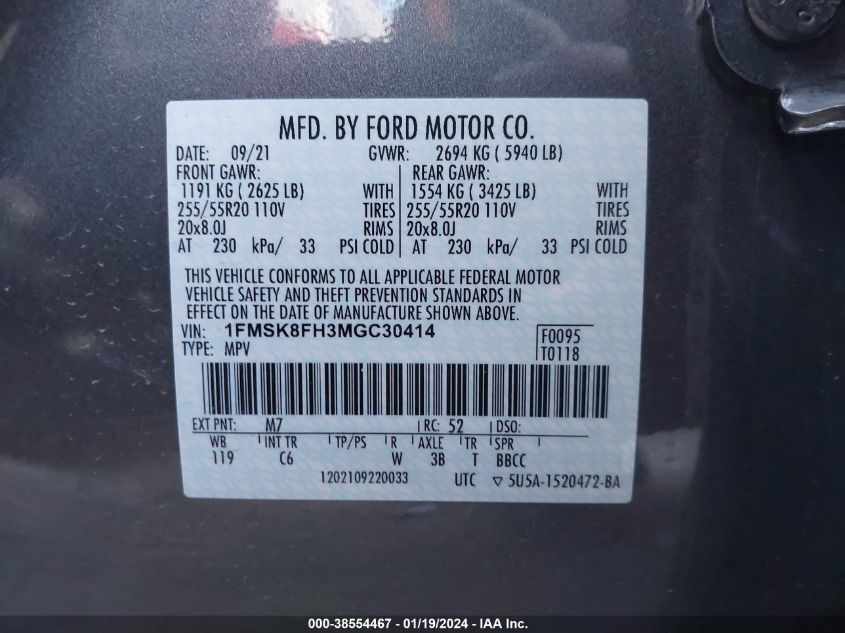 MFD. BY FORD MOTOR CO.
DATE: 09/21 GVWR: 2694 KG ( 5940 LB)
FRONT GAWR: REAR GAWR:
1191 KG ( 2625 LB) WITH 1554 KG ( 3425 LB) WITH
255/55R20 110V TIRES 255/55R20 110V TIRES
20x8.0J RIMS 20x8.0J RIMS
AT 230 kPa/ 33 PSI COLD AT 230 kPa/ 33 PSI COLD
THIS VEHICLE CONFORMS TO ALL APPLICABLE FEDERAL MOTOR
VEHICLE SAFETY AND THEFT PREVENTION STANDARDS IN
EFFECT ON THE DATE OF MANUFACTURE SHOWN ABOVE.
VIN: 1FMSK8FH3MGC30414 F0095
TYPE: MPV T0118
EXT PNT: M7 RC: 52 DSO:
WB INT TR TP/PS R AXLE TR SPR
119 C6 W 3B T BBCC
1202109220033 UTC ▽ 5U5A-1520472-BA
000-38554467 - 01/19/2024 - IAA Inc.